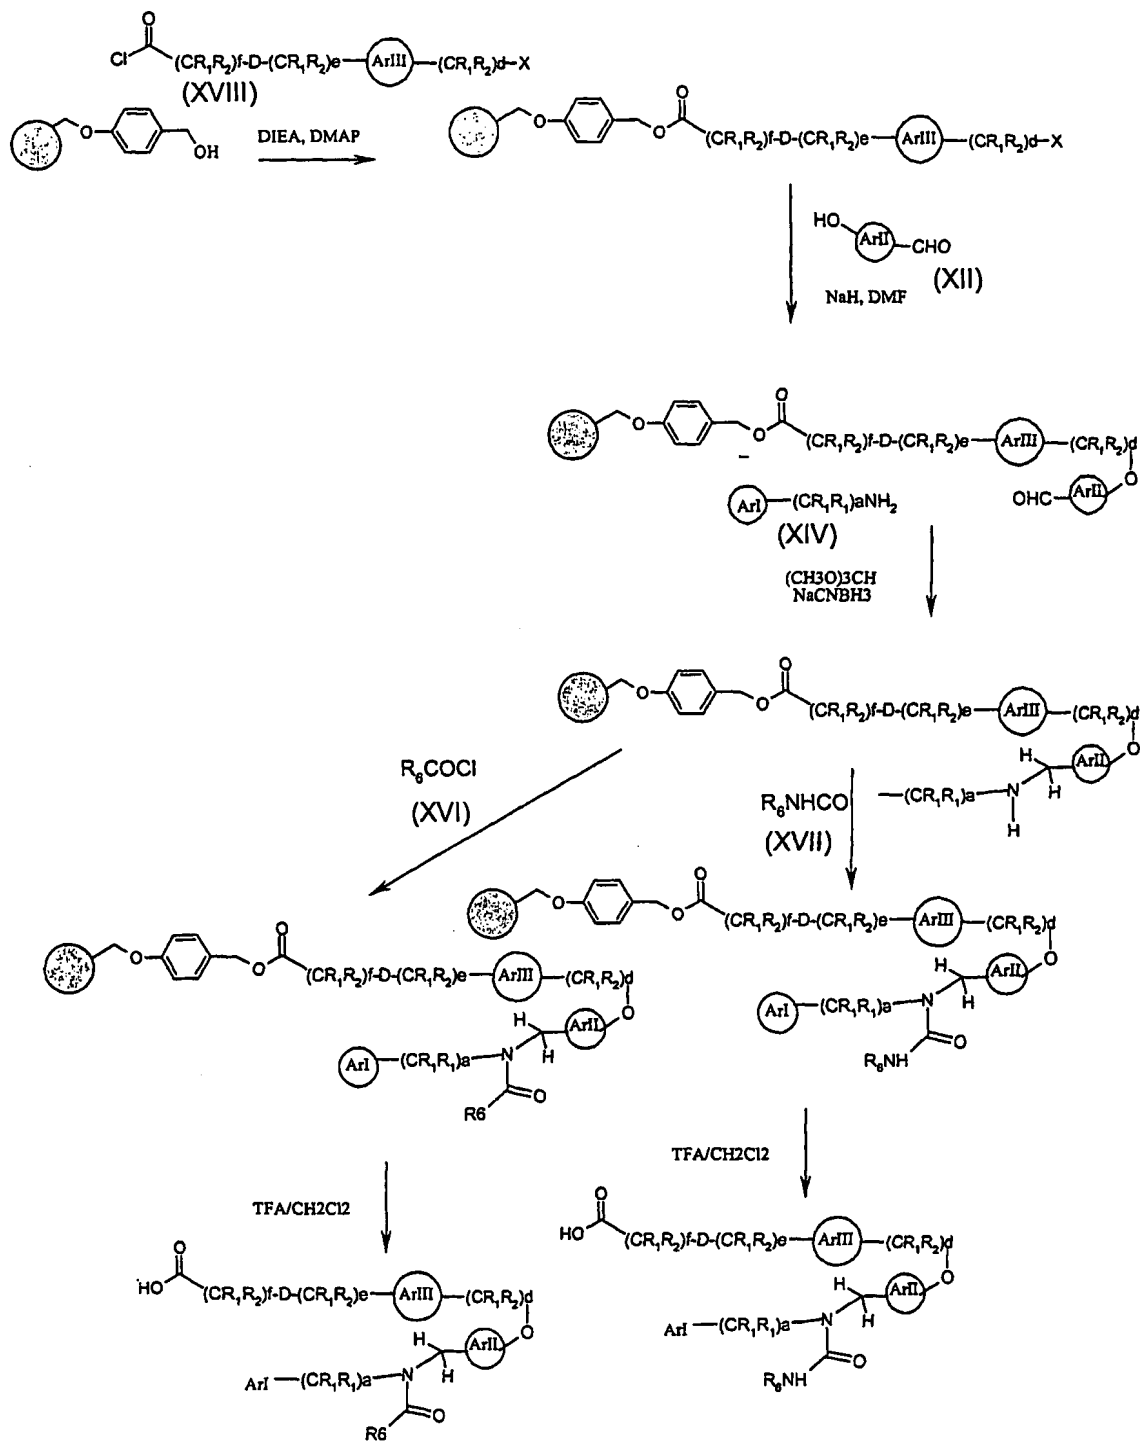 O
Cl
(CR₁R₂)f-D-(CR₁R₂)e
ArIII
(CR₁R₂)d-X
(XVIII)
O
OH
DIEA, DMAP
O
O
O
(CR₁R₂)f-D-(CR₁R₂)e
ArIII
(CR₁R₂)d-X
HO
ArII
CHO
(XII)
NaH, DMF
O
O
O
(CR₁R₂)f-D-(CR₁R₂)e
ArIII
(CR₁R₂)d
O
OHC
ArII
ArI
(CR₁R₁)aNH₂
(XIV)
(CH3O)3CH
NaCNBH3
O
O
O
(CR₁R₂)f-D-(CR₁R₂)e
ArIII
(CR₁R₂)d
O
ArII
H
H
(CR₁R₁)a
N
H
R₆COCl
(XVI)
R₆NHCO
(XVII)
O
O
O
(CR₁R₂)f-D-(CR₁R₂)e
ArIII
(CR₁R₂)d
O
ArII
H
H
ArI
(CR₁R₁)a
N
O
R₆NH
O
O
O
(CR₁R₂)f-D-(CR₁R₂)e
ArIII
(CR₁R₂)d
O
ArII
H
H
ArI
(CR₁R₁)a
N
O
R6
TFA/CH2Cl2
TFA/CH2Cl2
O
HO
(CR₁R₂)f-D-(CR₁R₂)e
ArIII
(CR₁R₂)d
O
ArII
H
H
ArI
(CR₁R₁)a
N
O
R₆NH
O
HO
(CR₁R₂)f-D-(CR₁R₂)e
ArIII
(CR₁R₂)d
O
ArII
H
H
ArI
(CR₁R₁)a
N
O
R6